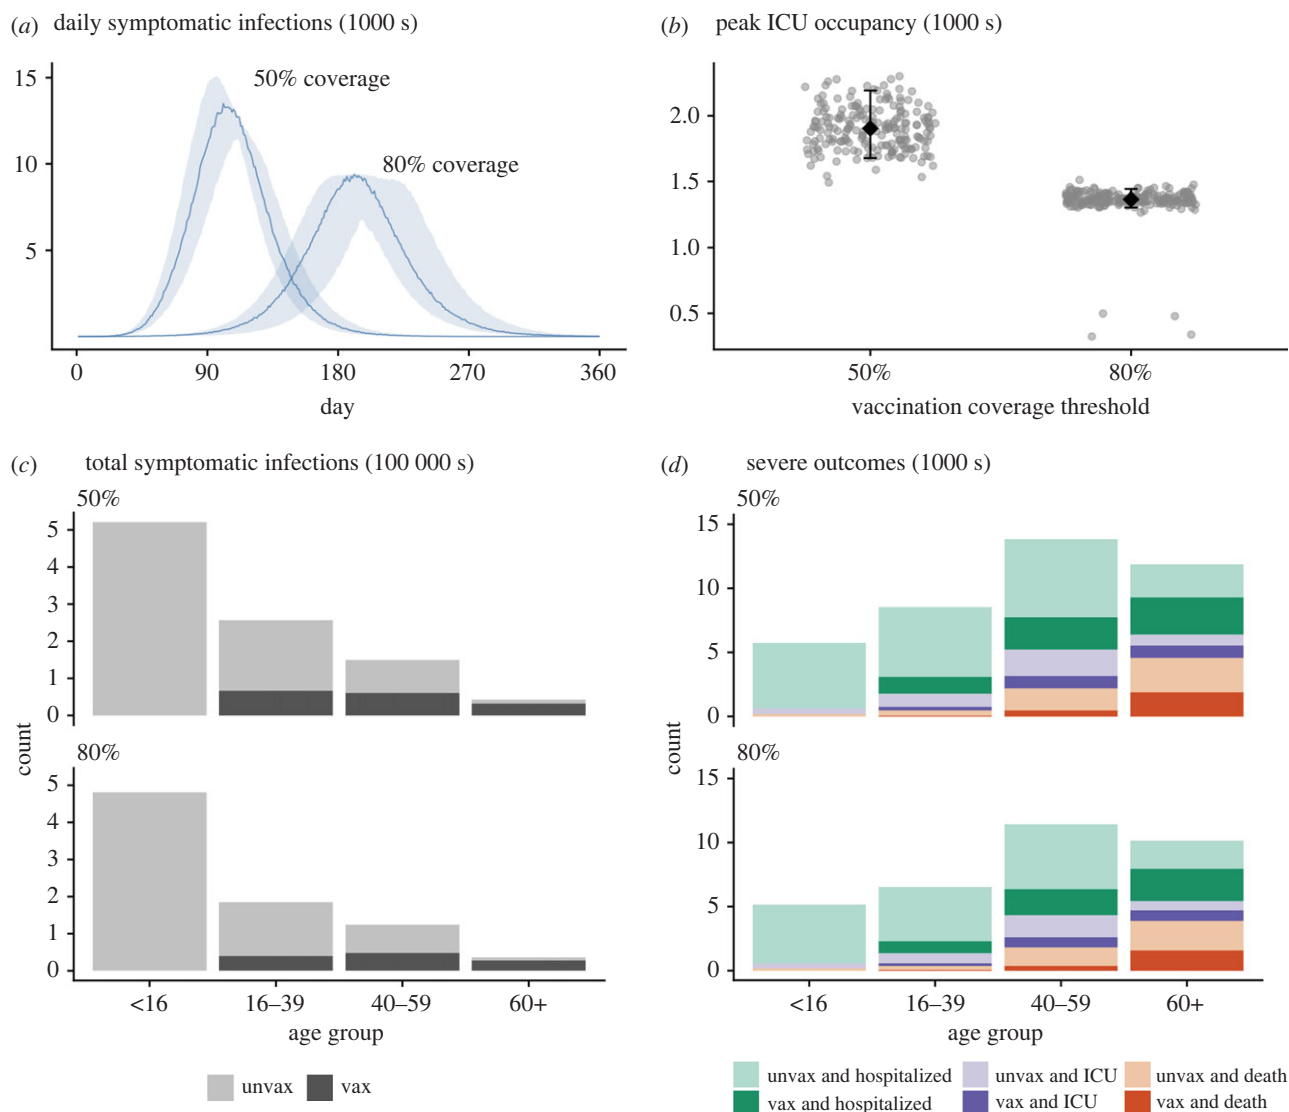 (a) daily symptomatic infections (1000 s)
15
10
5
50% coverage
80% coverage
0 90 180 270 360
day
(b) peak ICU occupancy (1000 s)
2.0
1.5
1.0
0.5
50% 80%
vaccination coverage threshold
(c) total symptomatic infections (100 000 s)
50%
5
4
3
2
1
0
80%
5
4
3
2
1
0
count
<16 16–39 40–59 60+
age group
unvax vax
(d) severe outcomes (1000 s)
50%
15
10
5
0
80%
15
10
5
0
count
<16 16–39 40–59 60+
age group
unvax and hospitalized unvax and ICU unvax and death
vax and hospitalized vax and ICU vax and death